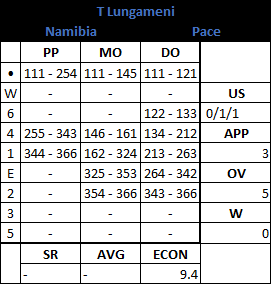 T Lungameni
Namibia Pace
PP MO DO
• 111 - 254 111 - 145 111 - 121
W - - - US
6 - - 122 - 133 0/1/1
4 255 - 343 146 - 161 134 - 212 APP
1 344 - 366 162 - 324 213 - 263 3
E - 325 - 353 264 - 342 OV
2 - 354 - 366 343 - 366 5
3 - - - W
5 - - - 0
SR AVG ECON
- - 9.4